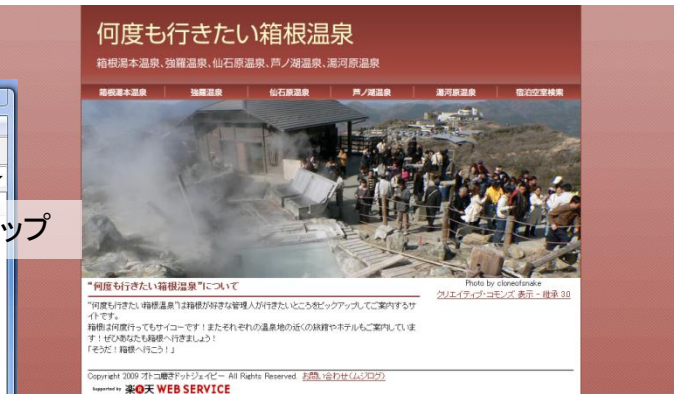 何度も行きたい箱根温泉
箱根湯本温泉、強羅温泉、仙石原温泉、芦ノ湖温泉、湯河原温泉
箱根湯本温泉 強羅温泉 仙石原温泉 芦ノ湖温泉 湯河原温泉 宿泊空室検索
ップ
"何度も行きたい箱根温泉"について
"何度も行きたい箱根温泉"は箱根が好きな管理人が行きたいところをピックアップしてご案内するサ
イトです。
箱根は何度行ってもサイコーです！またそれぞれの温泉地の近くの旅館やホテルもご案内していま
す！ぜひあなたも箱根へ行きましょう！
「そうだ！箱根へ行こう！」
Photo by cloneofsnake
クリエイティブ・コモンズ 表示 - 継承 3.0
Copyright 2009 オトコ磨きドットジェイピー All Rights Reserved. お問い合わせ(ムジログ)
Supported by 楽天 WEB SERVICE